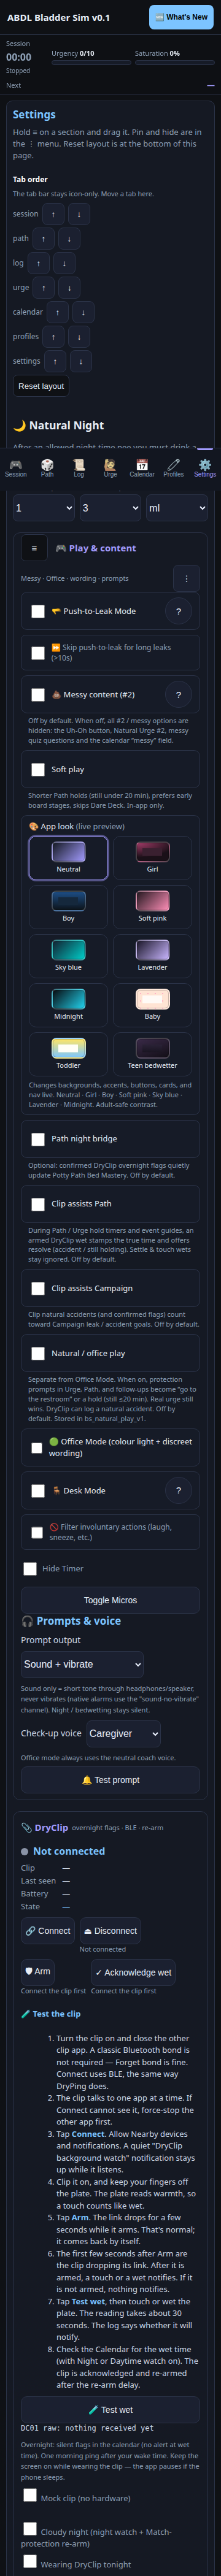 ABDL Bladder Sim v0.1
🆕 What's New
Session
00:00
Stopped
Urgency 0/10
Saturation 0%
Next
—
Settings
Hold ≡ on a section and drag it. Pin and hide are in
the ⋮ menu. Reset layout is at the bottom of this
page.
Tab order
The tab bar stays icon-only. Move a tab here.
session ↑ ↓
path ↑ ↓
log ↑ ↓
urge ↑ ↓
calendar ↑ ↓
profiles ↑ ↓
settings ↑ ↓
Reset layout
🌙 Natural Night
After an allowed night-time pee you must drink a
Session
Path
Log
Urge
Calendar
Profiles
Settings
1
3
ml
≡ 🎮 Play & content
Messy · Office · wording · prompts
⋮
🔫 Push-to-Leak Mode
?
⏩ Skip push-to-leak for long leaks
(>10s)
💩 Messy content (#2)
?
Off by default. When off, all #2 / messy options are
hidden: the Uh-Oh button, Natural Urge #2, messy
quiz questions and the calendar “messy” field.
Soft play
Shorter Path holds (still under 20 min), prefers early
board stages, skips Dare Deck. In-app only.
🎨 App look (live preview)
Neutral
Girl
Boy
Soft pink
Sky blue
Lavender
Midnight
Baby
Toddler
Teen bedwetter
Changes backgrounds, accents, buttons, cards, and
nav live. Neutral · Girl · Boy · Soft pink · Sky blue ·
Lavender · Midnight. Adult-safe contrast.
Path night bridge
Optional: confirmed DryClip overnight flags quietly
update Potty Path Bed Mastery. Off by default.
Clip assists Path
During Path / Urge hold timers and event guides, an
armed DryClip wet stamps the true time and offers
resolve (accident / still holding). Settle & touch wets
stay ignored. Off by default.
Clip assists Campaign
Clip natural accidents (and confirmed flags) count
toward Campaign leak / accident goals. Off by default.
Natural / office play
Separate from Office Mode. When on, protection
prompts in Urge, Path, and follow-ups become “go to
the restroom” or a hold (still ≤20 min). Real urge still
wins. DryClip can log a natural accident. Off by
default. Stored in bs_natural_play_v1.
🟢 Office Mode (colour light + discreet
wording)
🪑 Desk Mode
?
🚫 Filter involuntary actions (laugh,
sneeze, etc.)
Hide Timer
Toggle Micros
🎧 Prompts & voice
Prompt output
Sound + vibrate
Sound only = short tone through headphones/speaker,
never vibrates (native alarms use the “sound-no-vibrate”
channel). Night / bedwetting stays silent.
Check-up voice
Caregiver
Office mode always uses the neutral coach voice.
🔔 Test prompt
📎 DryClip overnight flags · BLE · re-arm
Not connected
Clip —
Last seen —
Battery —
State —
🔗 Connect
⏏ Disconnect
Not connected
🛡 Arm
✓ Acknowledge wet
Connect the clip first
Connect the clip first
🧪 Test the clip
1. Turn the clip on and close the other
clip app. A classic Bluetooth bond is
not required — Forget bond is fine.
Connect uses BLE, the same way
DryPing does.
2. The clip talks to one app at a time. If
Connect cannot see it, force-stop the
other app first.
3. Tap Connect. Allow Nearby devices
and notifications. A quiet "DryClip
background watch" notification stays
up while it listens.
4. Clip it on, and keep your fingers off
the plate. The plate reads warmth, so
a touch counts like wet.
5. Tap Arm. The link drops for a few
seconds while it arms. That's normal;
it comes back by itself.
6. The first few seconds after Arm are
the clip dropping its link. After it is
armed, a touch or a wet notifies. If it
is not armed, nothing notifies.
7. Tap Test wet, then touch or wet the
plate. The reading takes about 30
seconds. The log says whether it will
notify.
8. Check the Calendar for the wet time
(with Night or Daytime watch on). The
clip is acknowledged and re-armed
after the re-arm delay.
🧪 Test wet
DC01 raw: nothing received yet
Overnight: silent flags in the calendar (no alert at wet
time). One morning ping after your wake time. Keep the
screen on while wearing the clip — the app pauses if the
phone sleeps.
Mock clip (no hardware)
Cloudy night (night watch + Match-
protection re-arm)
Wearing DryClip tonight